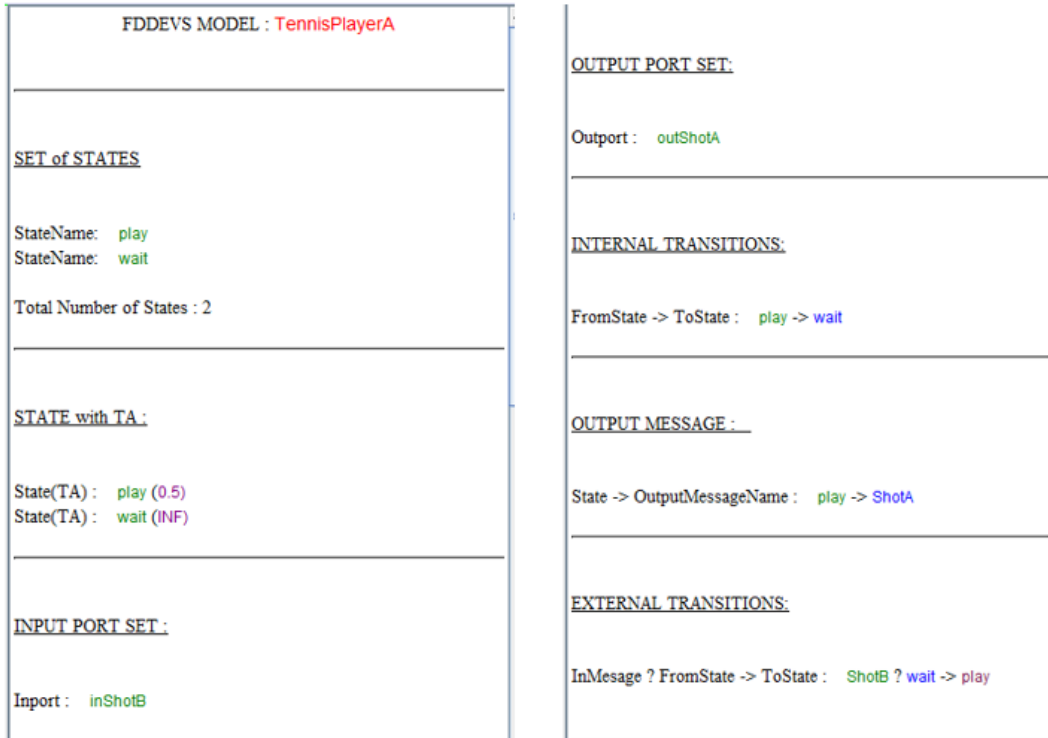 FDDEVS MODEL : TennisPlayerA
SET of STATES
StateName: play
StateName: wait
Total Number of States : 2
STATE with TA :
State(TA) : play (0.5)
State(TA) : wait (INF)
INPUT PORT SET :
Inport : inShotB
OUTPUT PORT SET:
Outport : outShotA
INTERNAL TRANSITIONS:
FromState -> ToState : play -> wait
OUTPUT MESSAGE :
State -> OutputMessageName : play -> ShotA
EXTERNAL TRANSITIONS:
InMesage ? FromState -> ToState : ShotB ? wait -> play